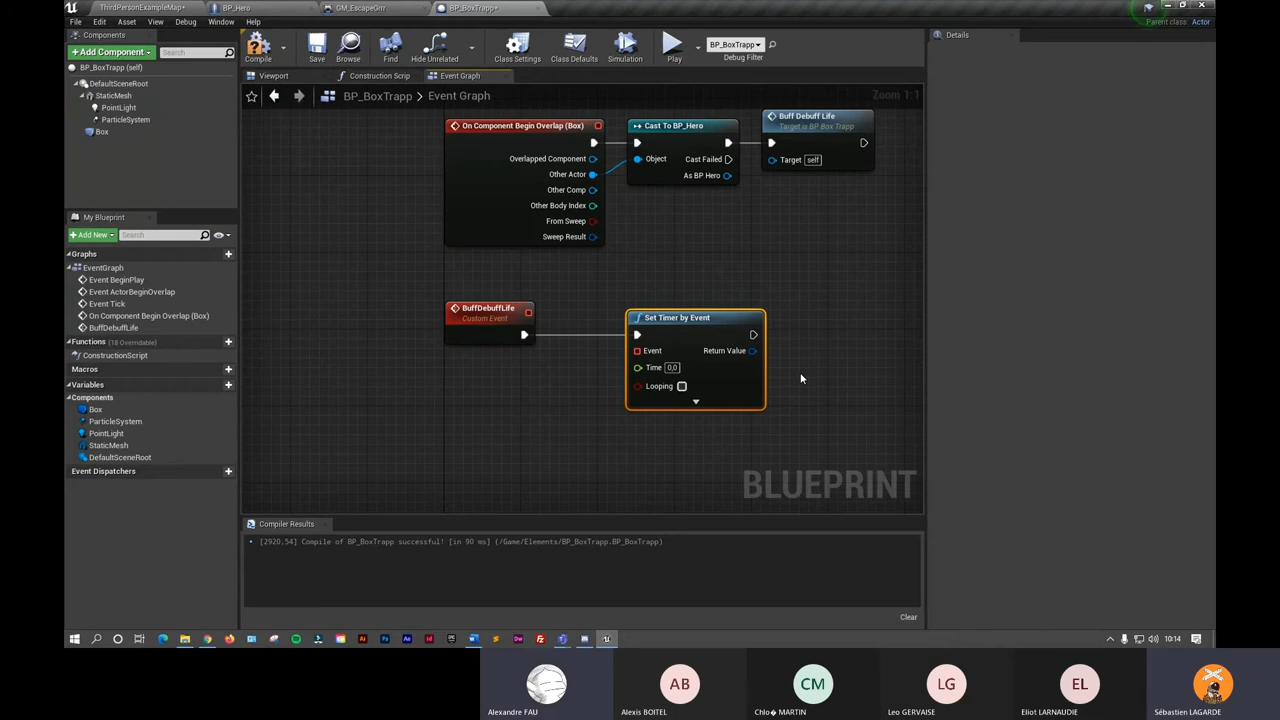 ThirdPersonExampleMap*
BP_Hero
GM_EscapeGrrr
BP_BoxTrapp*
File
Edit
Asset
View
Debug
Window
Help
Parent class: Actor
Components
+ Add Component
Search
BP_BoxTrapp (self)
DefaultSceneRoot
StaticMesh
PointLight
ParticleSystem
Box
Compile
Save
Browse
Find
Hide Unrelated
Class Settings
Class Defaults
Simulation
Play
BP_BoxTrapp
Debug Filter
Details
Viewport
Construction Scrip
Event Graph
BP_BoxTrapp > Event Graph
Zoom 1:1
On Component Begin Overlap (Box)
Overlapped Component
Other Actor
Other Comp
Other Body Index
From Sweep
Sweep Result
Cast To BP_Hero
Object
Cast Failed
As BP Hero
Buff Debuff Life
Target is BP Box Trapp
Target
self
BuffDebuffLife
Custom Event
Set Timer by Event
Event
Return Value
Time
0,0
Looping
BLUEPRINT
My Blueprint
+ Add New
Search
Graphs
EventGraph
Event BeginPlay
Event ActorBeginOverlap
Event Tick
On Component Begin Overlap (Box)
BuffDebuffLife
Functions (18 Overridable)
ConstructionScript
Macros
Variables
Components
Box
ParticleSystem
PointLight
StaticMesh
DefaultSceneRoot
Event Dispatchers
Compiler Results
[2920,54] Compile of BP_BoxTrapp successful! [in 90 ms] (/Game/Elements/BP_BoxTrapp.BP_BoxTrapp)
Clear
10:14
AB
CM
LG
EL
Alexandre FAU
Alexis BOITEL
Chlo� MARTIN
Leo GERVAISE
Eliot LARNAUDIE
Sébastien LAGARDE